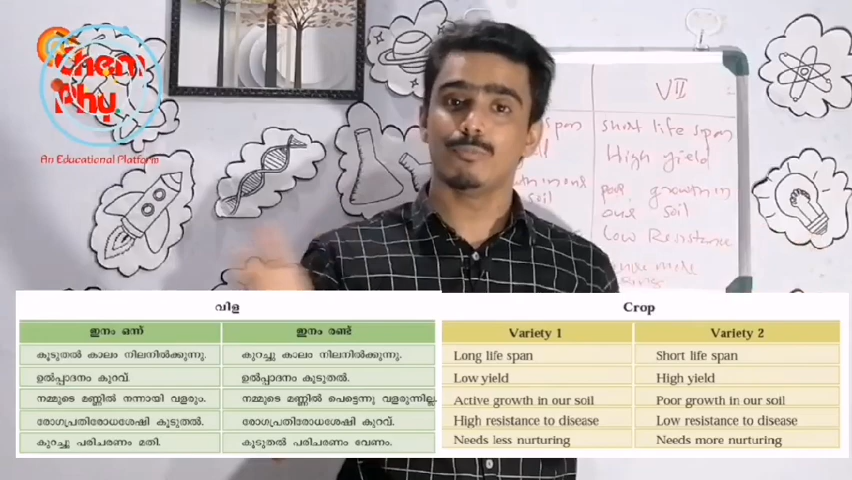 Chem
Phy
An Educational Platform
VII
span
short life span
High yield
growth in
our soil
Low Resistance
വിള
ഇനം ഒന്ന്
ഇനം രണ്ട്
കൂടുതൽ കാലം നിലനിൽക്കുന്നു.
കുറച്ചു കാലം നിലനിൽക്കുന്നു.
ഉൽപ്പാദനം കുറവ്.
ഉൽപ്പാദനം കൂടുതൽ.
നമ്മുടെ മണ്ണിൽ നന്നായി വളരും.
നമ്മുടെ മണ്ണിൽ പെട്ടെന്നു വളരുന്നില്ല.
രോഗപ്രതിരോധശേഷി കൂടുതൽ.
രോഗപ്രതിരോധശേഷി കുറവ്.
കുറച്ചു പരിചരണം മതി.
കൂടുതൽ പരിചരണം വേണം.
Crop
Variety 1
Variety 2
Long life span
Short life span
Low yield
High yield
Active growth in our soil
Poor growth in our soil
High resistance to disease
Low resistance to disease
Needs less nurturing
Needs more nurturing